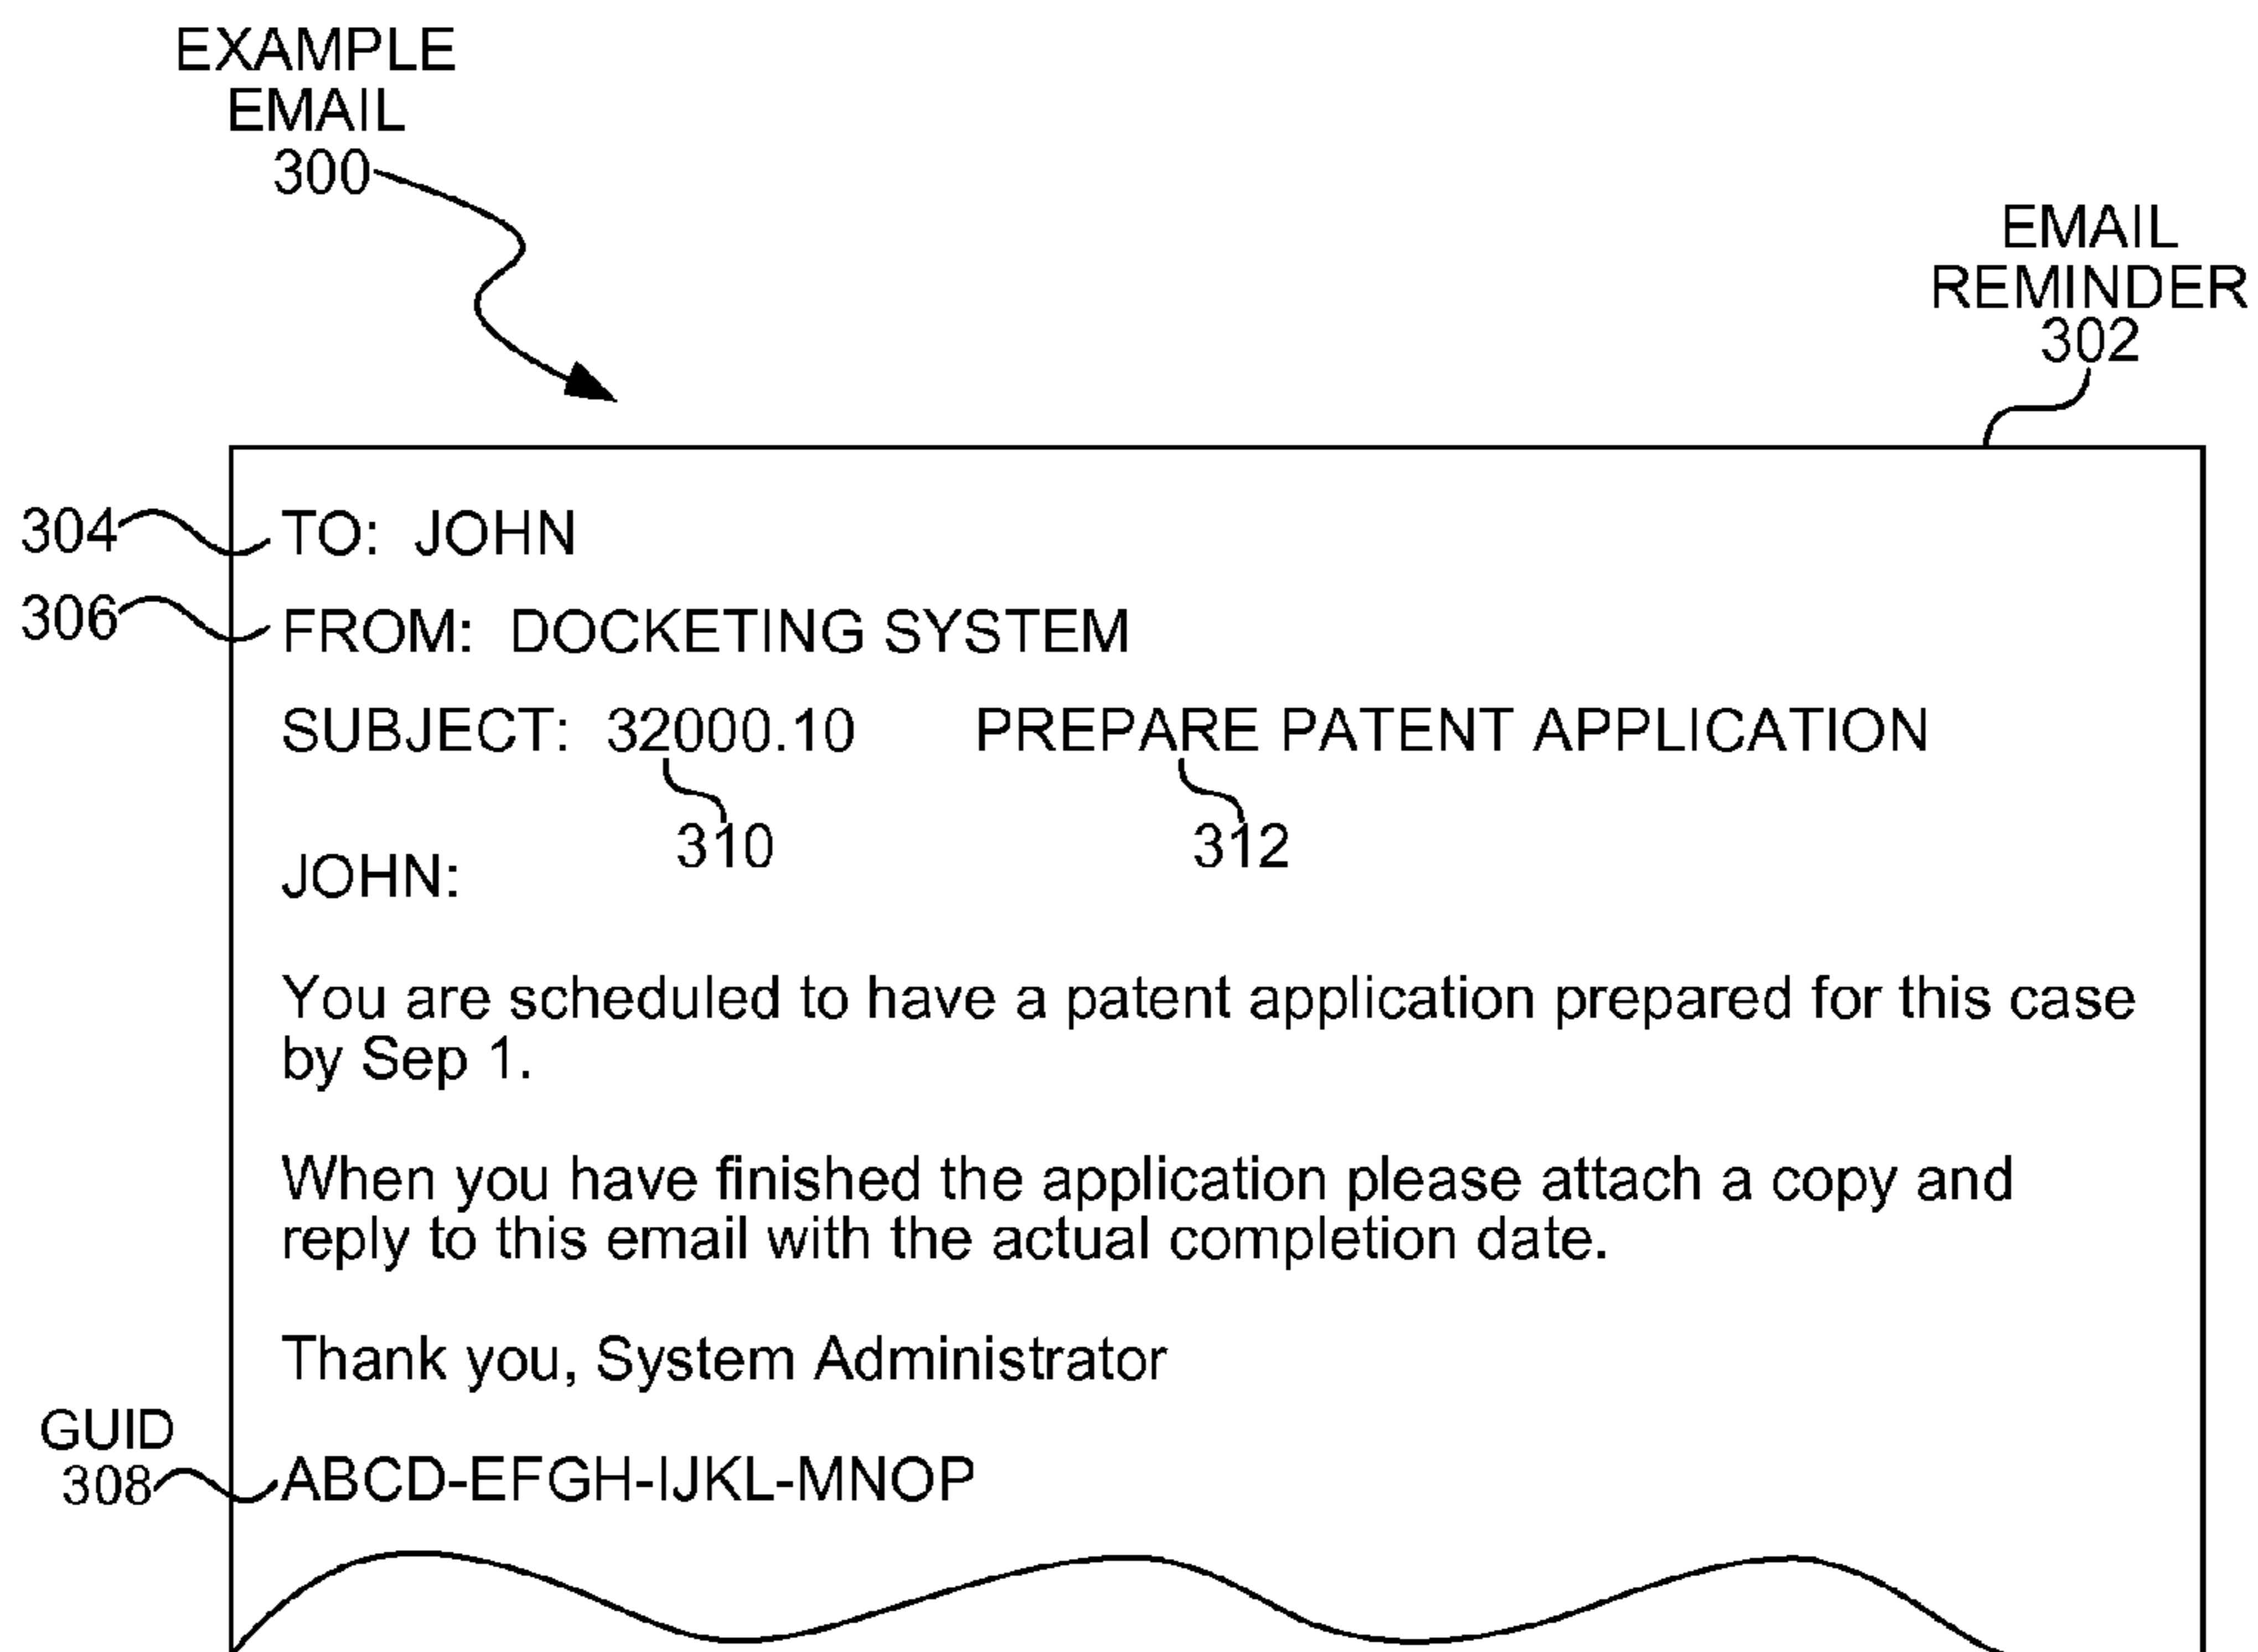 EXAMPLE
EMAIL
300
EMAIL
REMINDER
302
304 TO: JOHN
306 FROM: DOCKETING SYSTEM
SUBJECT: 32000.10 PREPARE PATENT APPLICATION
310 312
JOHN:
You are scheduled to have a patent application prepared for this case
by Sep 1.
When you have finished the application please attach a copy and
reply to this email with the actual completion date.
Thank you, System Administrator
GUID
308 ABCD-EFGH-IJKL-MNOP